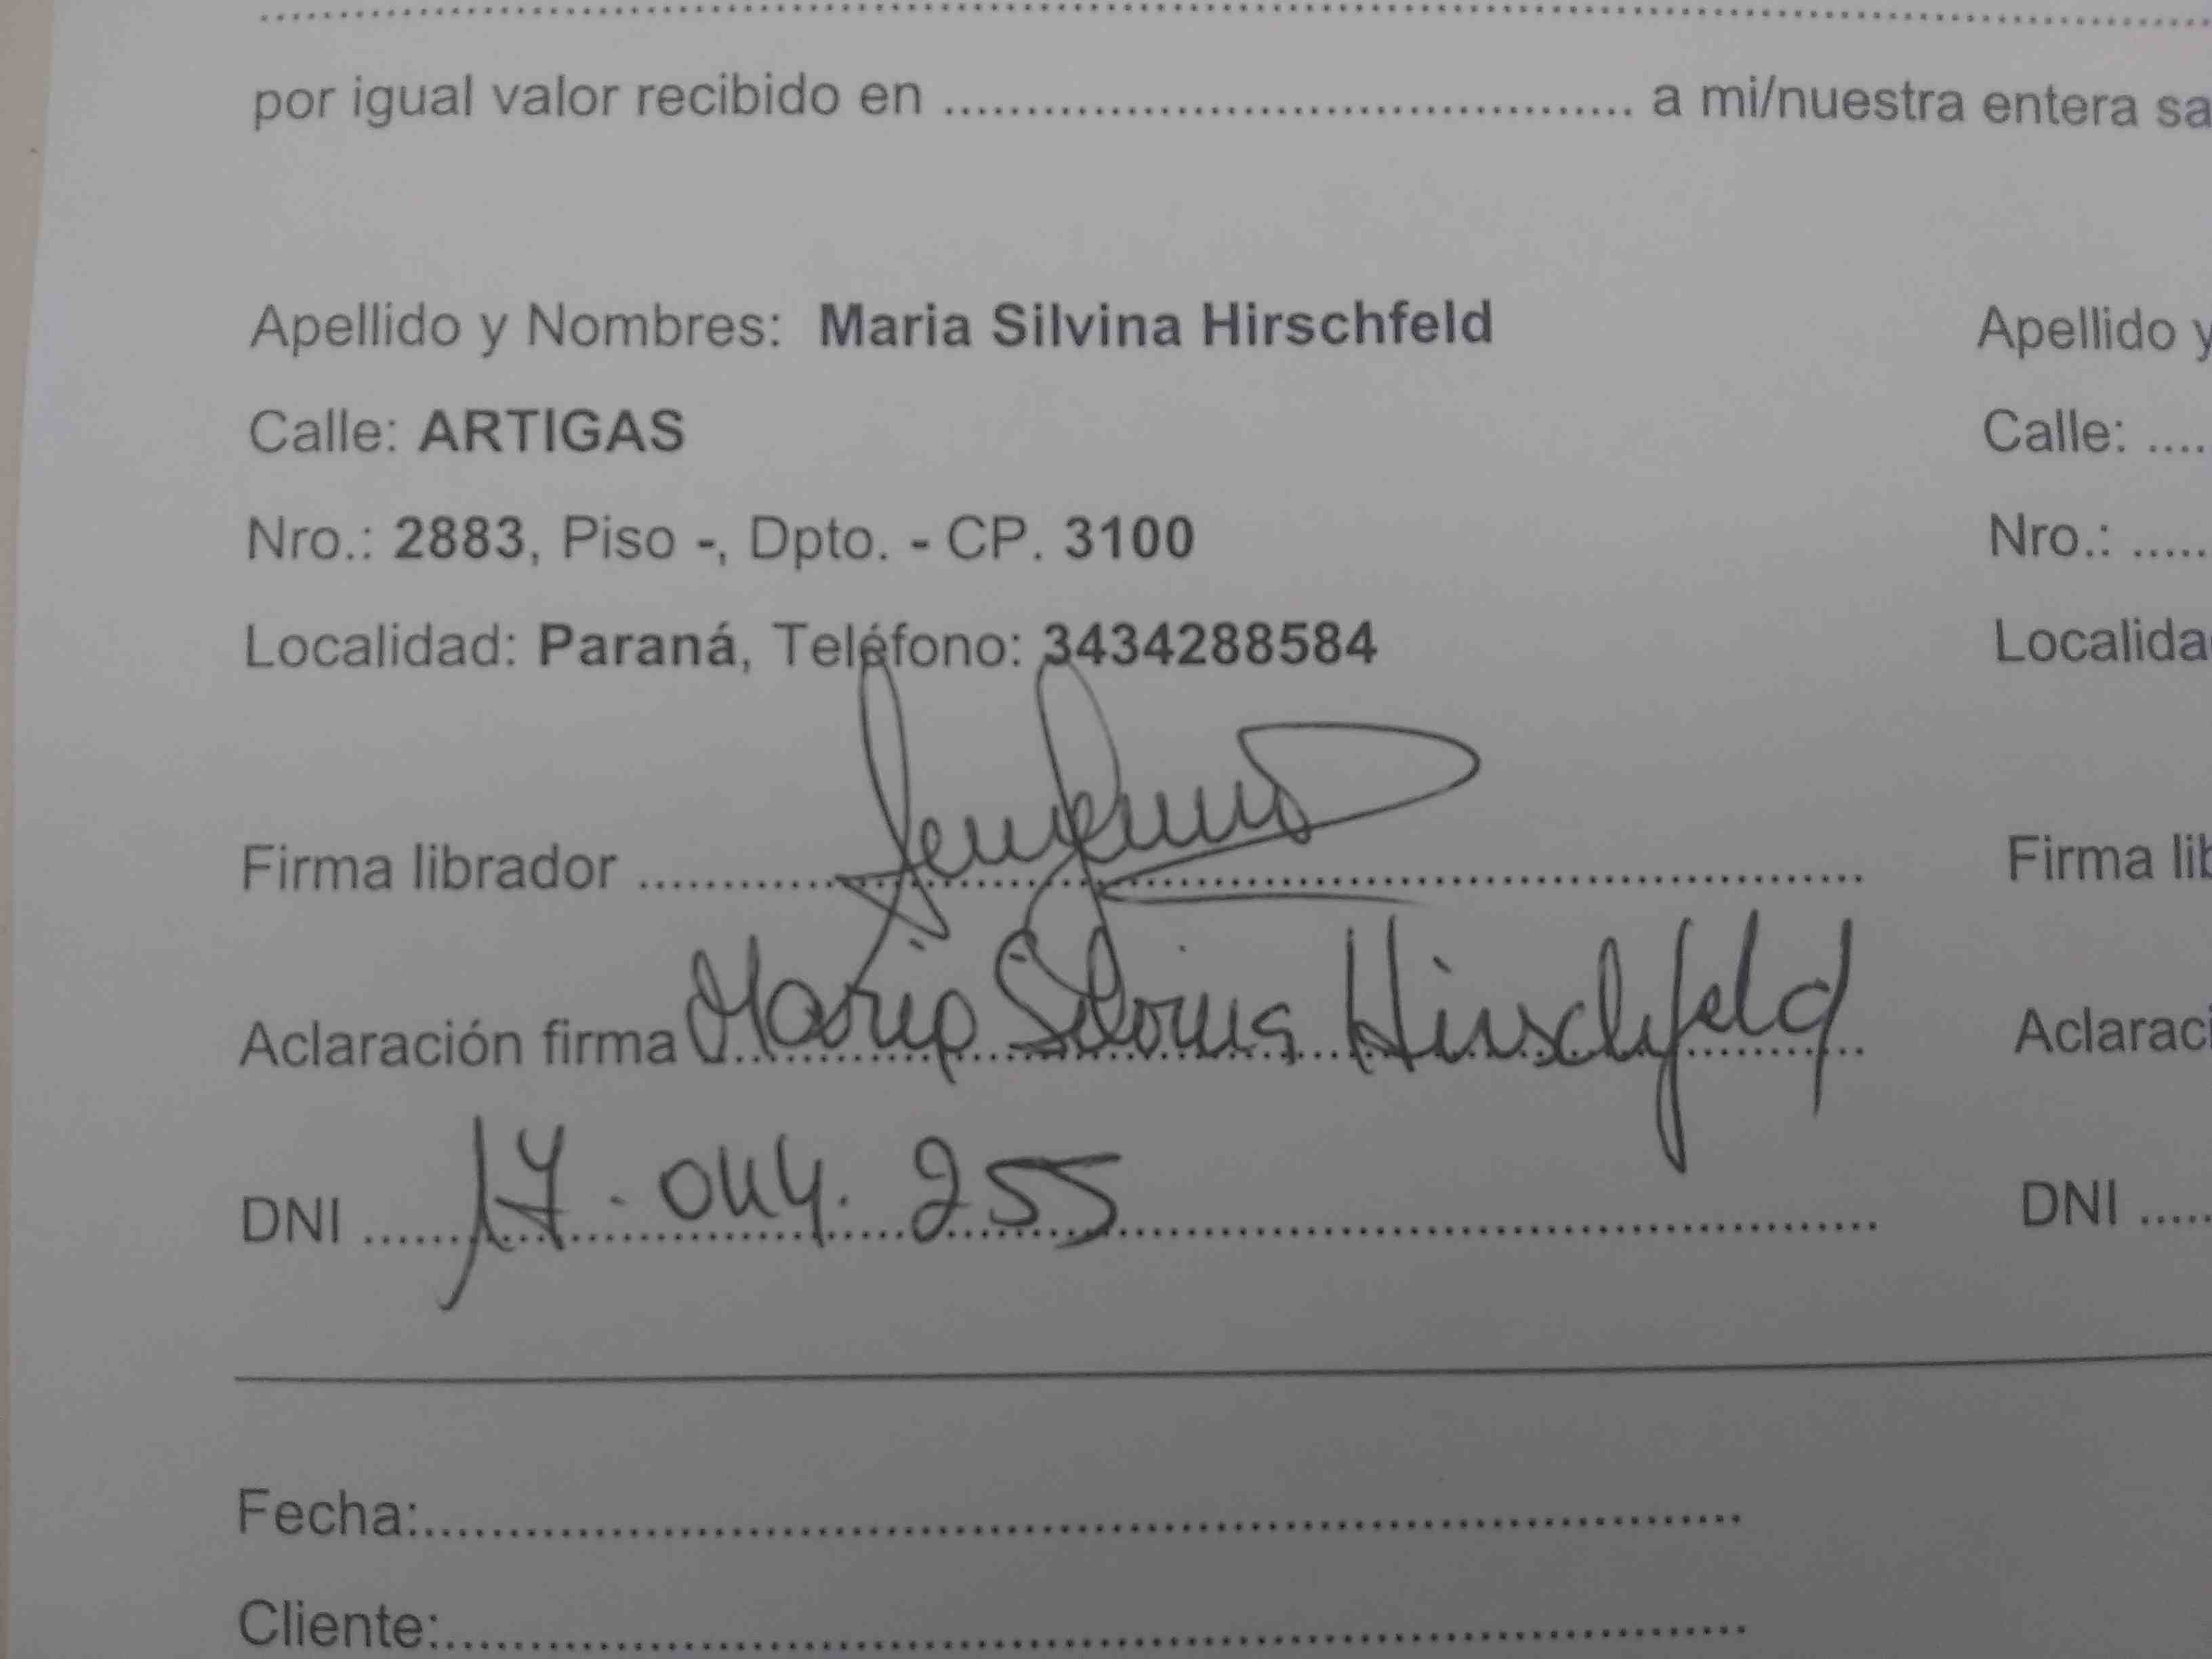 por igual valor recibido en ........................................ a mi/nuestra entera sa
Apellido y Nombres: Maria Silvina Hirschfeld
Calle: ARTIGAS
Nro.: 2883, Piso -, Dpto. - CP. 3100
Localidad: Paraná, Teléfono: 3434288584
Firma librador ........................................
Aclaración firma Maria Silvina Hirschfeld
DNI 17.044.255
Fecha:........................................
Cliente:........................................
Apellido y
Calle: ....
Nro.: .....
Localida
Firma lib
Aclaraci
DNI .....